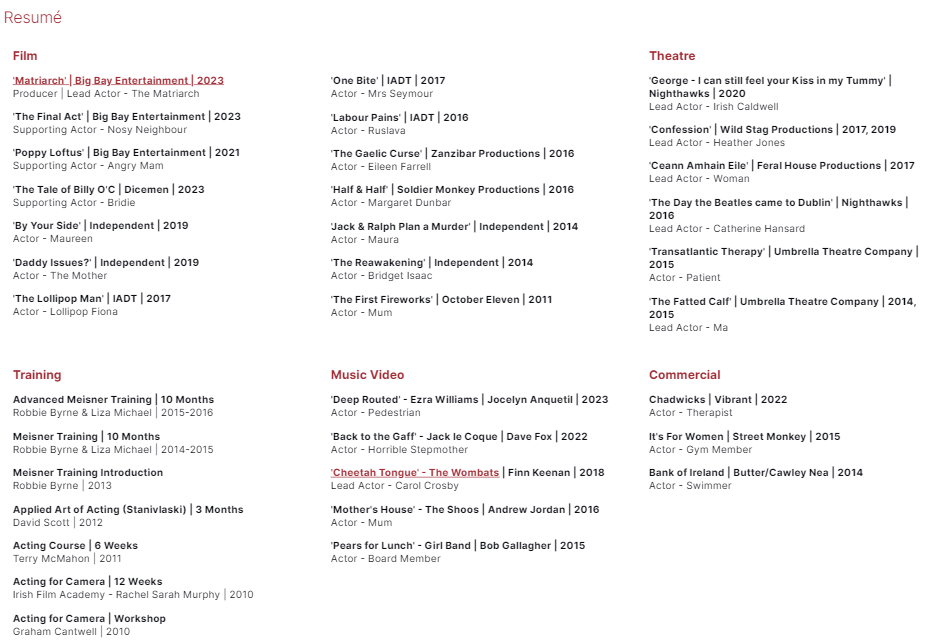 Resumé
Film
'Matriarch' | Big Bay Entertainment | 2023
Producer | Lead Actor - The Matriarch
'The Final Act' | Big Bay Entertainment | 2023
Supporting Actor - Nosy Neighbour
'Poppy Loftus' | Big Bay Entertainment | 2021
Supporting Actor - Angry Mam
'The Tale of Billy O'C | Dicemen | 2023
Supporting Actor - Bridie
'By Your Side' | Independent | 2019
Actor - Maureen
'Daddy Issues?' | Independent | 2019
Actor - The Mother
'The Lollipop Man' | IADT | 2017
Actor - Lollipop Fiona
'One Bite' | IADT | 2017
Actor - Mrs Seymour
'Labour Pains' | IADT | 2016
Actor - Ruslava
'The Gaelic Curse' | Zanzibar Productions | 2016
Actor - Eileen Farrell
'Half & Half' | Soldier Monkey Productions | 2016
Actor - Margaret Dunbar
'Jack & Ralph Plan a Murder' | Independent | 2014
Actor - Maura
'The Reawakening' | Independent | 2014
Actor - Bridget Isaac
'The First Fireworks' | October Eleven | 2011
Actor - Mum
Theatre
'George - I can still feel your Kiss in my Tummy' |
Nighthawks | 2020
Lead Actor - Irish Caldwell
'Confession' | Wild Stag Productions | 2017, 2019
Lead Actor - Heather Jones
'Ceann Amhain Eile' | Feral House Productions | 2017
Lead Actor - Woman
'The Day the Beatles came to Dublin' | Nighthawks |
2016
Lead Actor - Catherine Hansard
'Transatlantic Therapy' | Umbrella Theatre Company |
2015
Actor - Patient
'The Fatted Calf' | Umbrella Theatre Company | 2014,
2015
Lead Actor - Ma
Training
Advanced Meisner Training | 10 Months
Robbie Byrne & Liza Michael | 2015-2016
Meisner Training | 10 Months
Robbie Byrne & Liza Michael | 2014-2015
Meisner Training Introduction
Robbie Byrne | 2013
Applied Art of Acting (Stanivlaski) | 3 Months
David Scott | 2012
Acting Course | 6 Weeks
Terry McMahon | 2011
Acting for Camera | 12 Weeks
Irish Film Academy - Rachel Sarah Murphy | 2010
Acting for Camera | Workshop
Graham Cantwell | 2010
Music Video
'Deep Routed' - Ezra Williams | Jocelyn Anquetil | 2023
Actor - Pedestrian
'Back to the Gaff' - Jack le Coque | Dave Fox | 2022
Actor - Horrible Stepmother
'Cheetah Tongue' - The Wombats | Finn Keenan | 2018
Lead Actor - Carol Crosby
'Mother's House' - The Shoos | Andrew Jordan | 2016
Actor - Mum
'Pears for Lunch' - Girl Band | Bob Gallagher | 2015
Actor - Board Member
Commercial
Chadwicks | Vibrant | 2022
Actor - Therapist
It's For Women | Street Monkey | 2015
Actor - Gym Member
Bank of Ireland | Butter/Cawley Nea | 2014
Actor - Swimmer